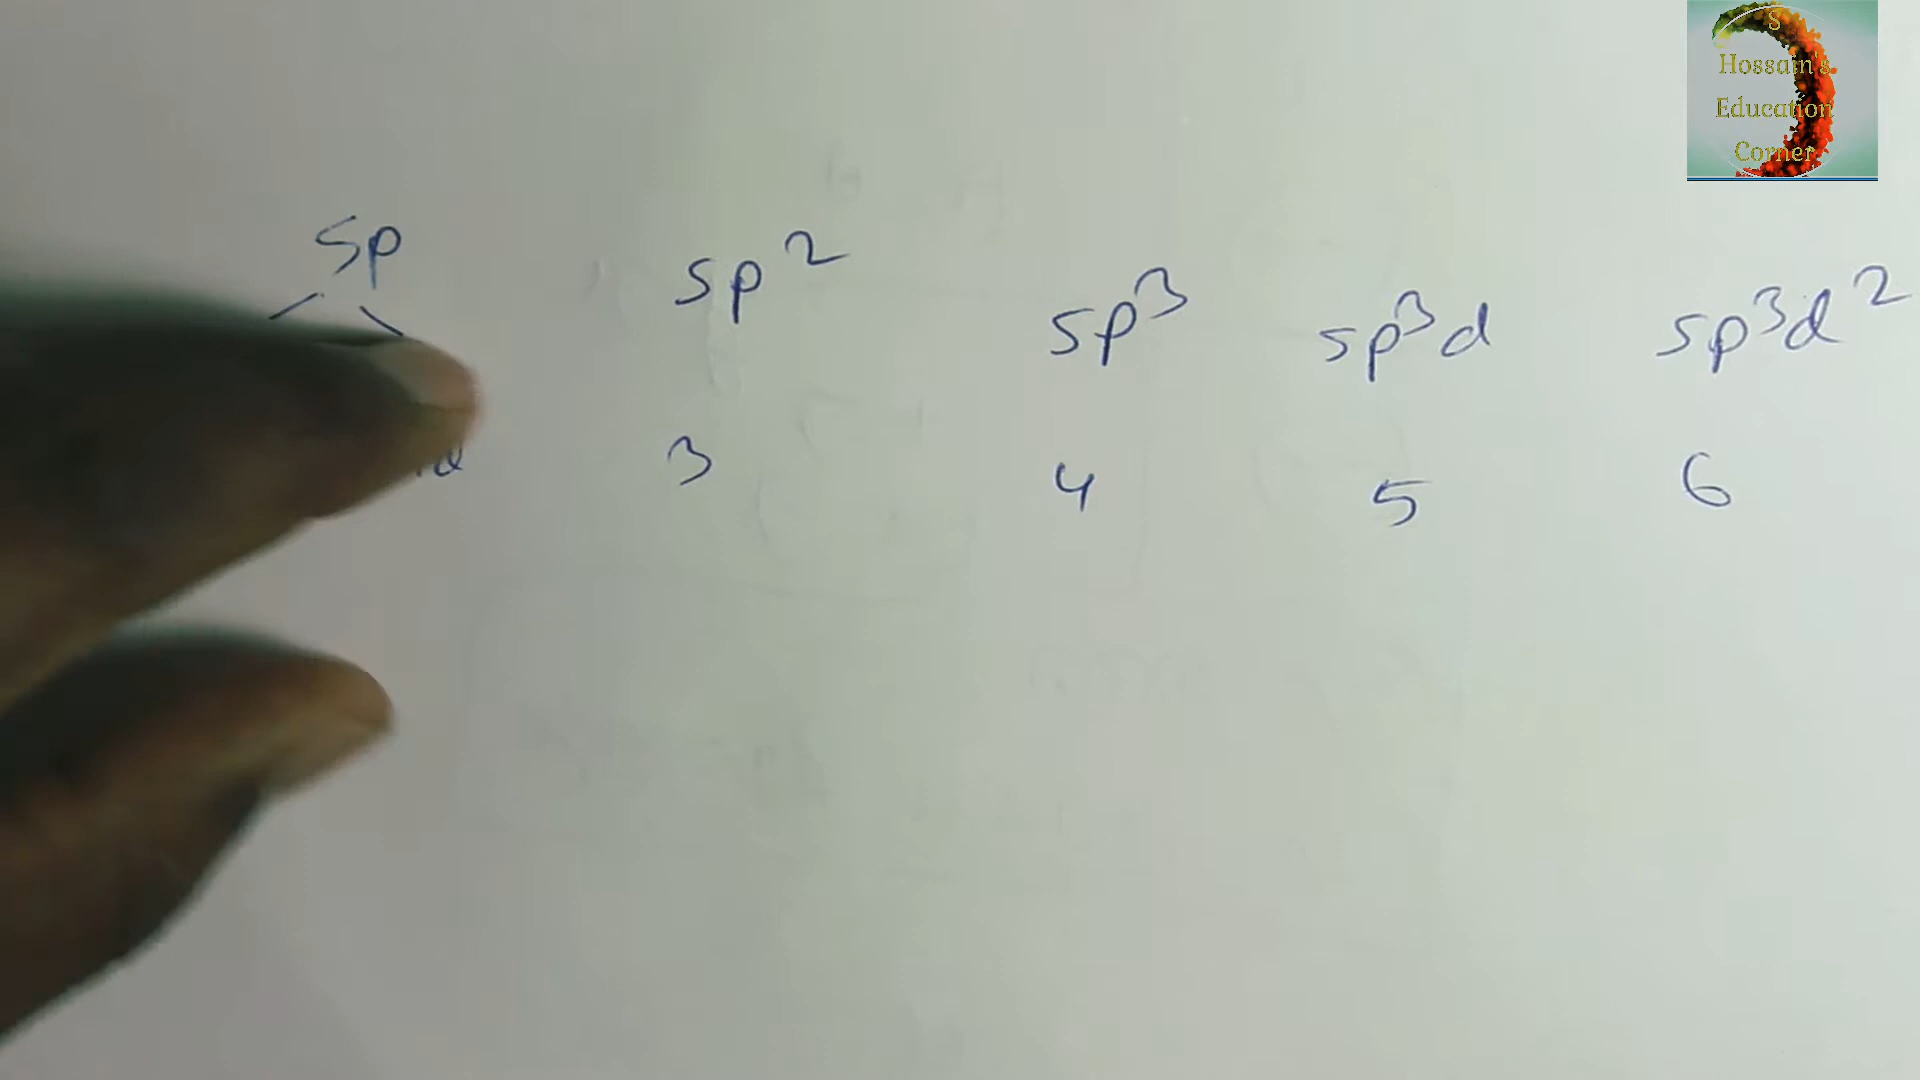 S
Hossain's
Education
Corner
sp sp² sp³ sp³d sp³d²
3 4 5 6